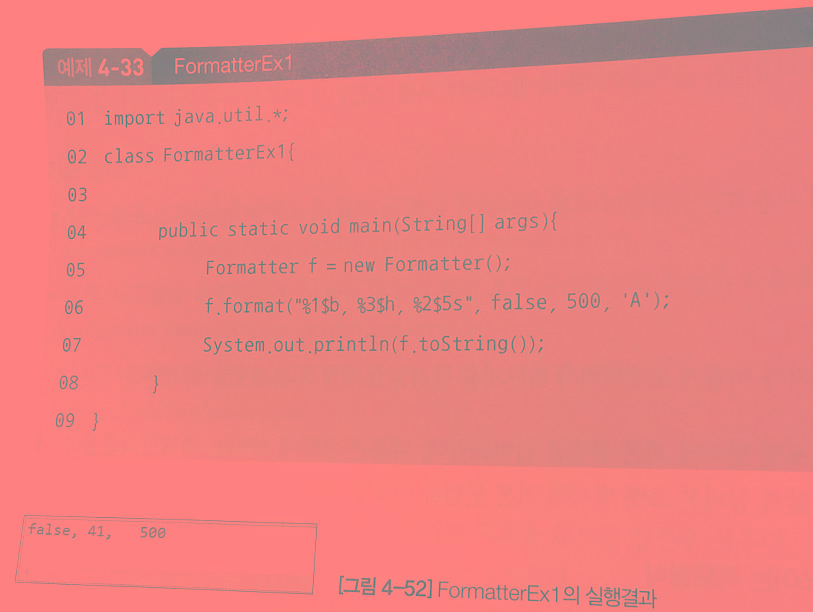 예제 4-33 FormatterEx1
01 import java.util.*;
02 class FormatterEx1{
03
04 public static void main(String[] args){
05 Formatter f = new Formatter();
06 f.format("%1$b, %3$h, %2$5s", false, 500, 'A');
07 System.out.println(f.toString());
08 }
09 }
false, 41,   500
[그림 4-52] FormatterEx1의 실행결과